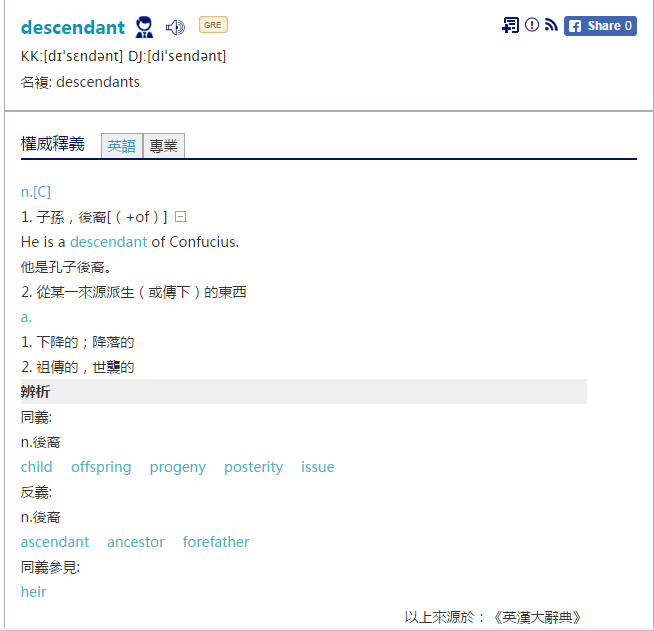 descendant GRE Share 0
KK:[dɪˈsɛndənt] DJ:[diˈsendənt]
名複: descendants
權威釋義 英語 專業
n.[C]
1. 子孫，後裔[（+of）]
He is a descendant of Confucius.
他是孔子後裔。
2. 從某一來源派生（或傳下）的東西
a.
1. 下降的；降落的
2. 祖傳的，世襲的
辨析
同義:
n.後裔
child offspring progeny posterity issue
反義:
n.後裔
ascendant ancestor forefather
同義參見:
heir
以上來源於：《英漢大辭典》